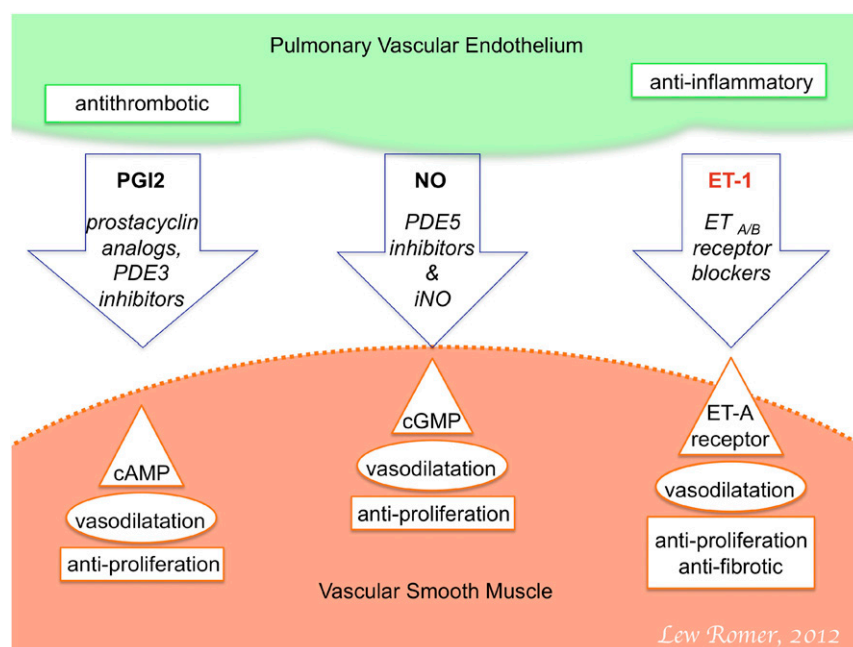 Pulmonary Vascular Endothelium
antithrombotic
anti-inflammatory
PGI2
prostacyclin
analogs,
PDE3
inhibitors
NO
PDE5
inhibitors
&
iNO
ET-1
ET A/B
receptor
blockers
cAMP
vasodilatation
anti-proliferation
cGMP
vasodilatation
anti-proliferation
ET-A
receptor
vasodilatation
anti-proliferation
anti-fibrotic
Vascular Smooth Muscle
Lew Romer, 2012